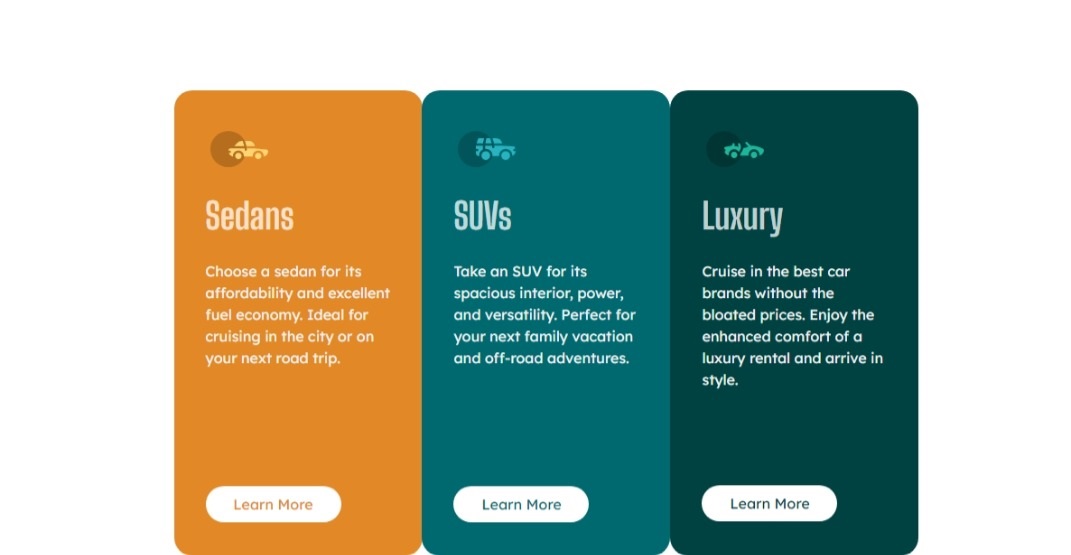 Sedans
Choose a sedan for its
affordability and excellent
fuel economy. Ideal for
cruising in the city or on
your next road trip.
Learn More
SUVs
Take an SUV for its
spacious interior, power,
and versatility. Perfect for
your next family vacation
and off-road adventures.
Learn More
Luxury
Cruise in the best car
brands without the
bloated prices. Enjoy the
enhanced comfort of a
luxury rental and arrive in
style.
Learn More